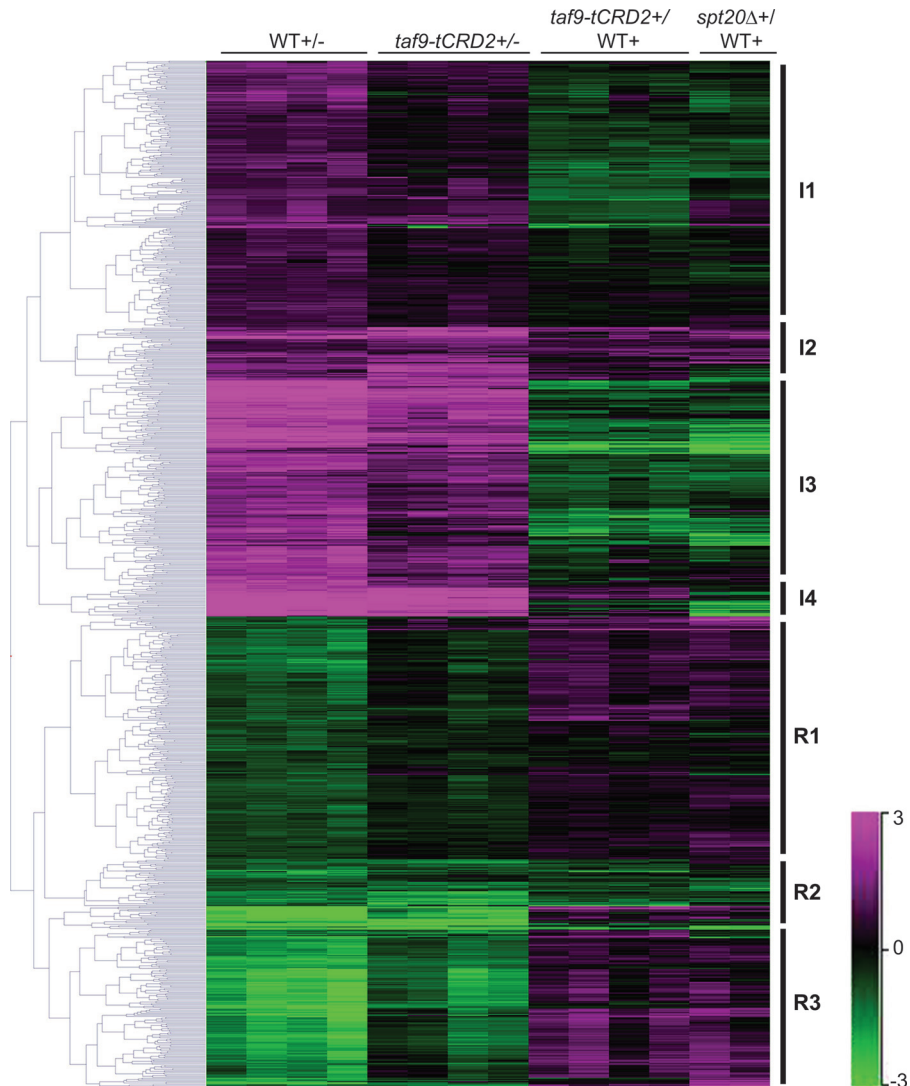 taf9-tCRD2+/ spt20Δ+/
WT+/- taf9-tCRD2+/- WT+ WT+
I1
I2
I3
I4
R1
R2
R3
3
0
-3